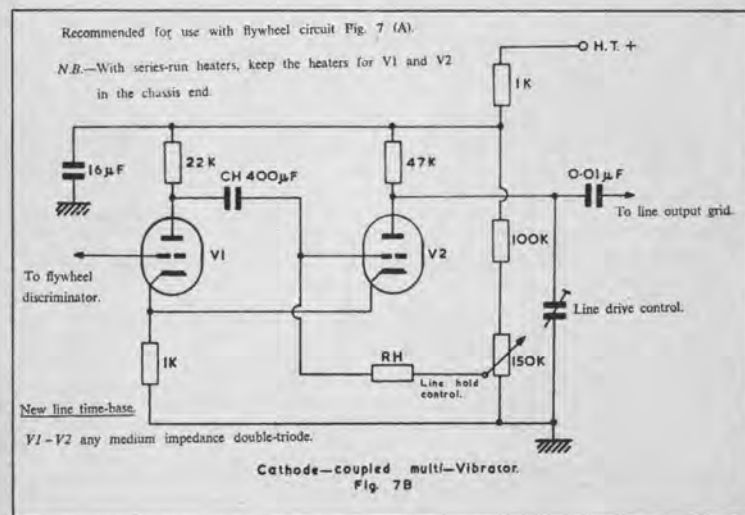 Recommended for use with flywheel circuit Fig. 7 (A).
N.B.—With series-run heaters, keep the heaters for V1 and V2
in the chassis end.
H.T. +
1K
16µF
22K
47K
CH 400µF
0·01µF
To line output grid.
V1
V2
100K
To flywheel
discriminator.
Line drive control.
1K
RH
150K
Line hold
control.
New line time-base.
V1–V2 any medium impedance double-triode.
Cathode—coupled multi—Vibrator.
Fig. 7B